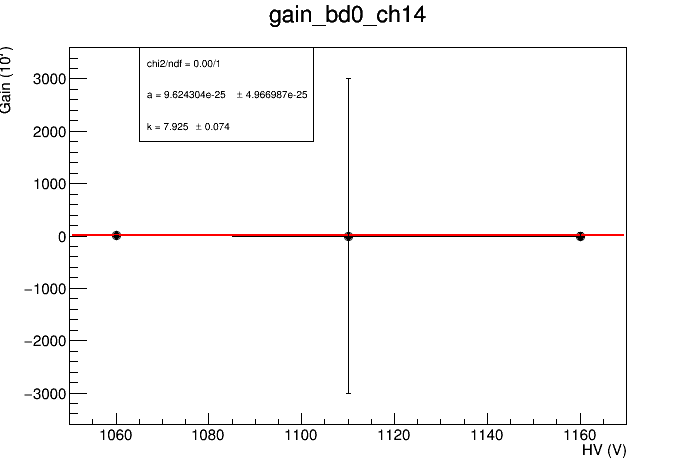 gain_bd0_ch14
Gain (10
chi2/ndf = 0.00/1
a = 9.624304e-25 ± 4.966987e-25
k = 7.925 ± 0.074
3000
2000
1000
0
−1000
−2000
−3000
1060 1080 1100 1120 1140 1160
HV (V)